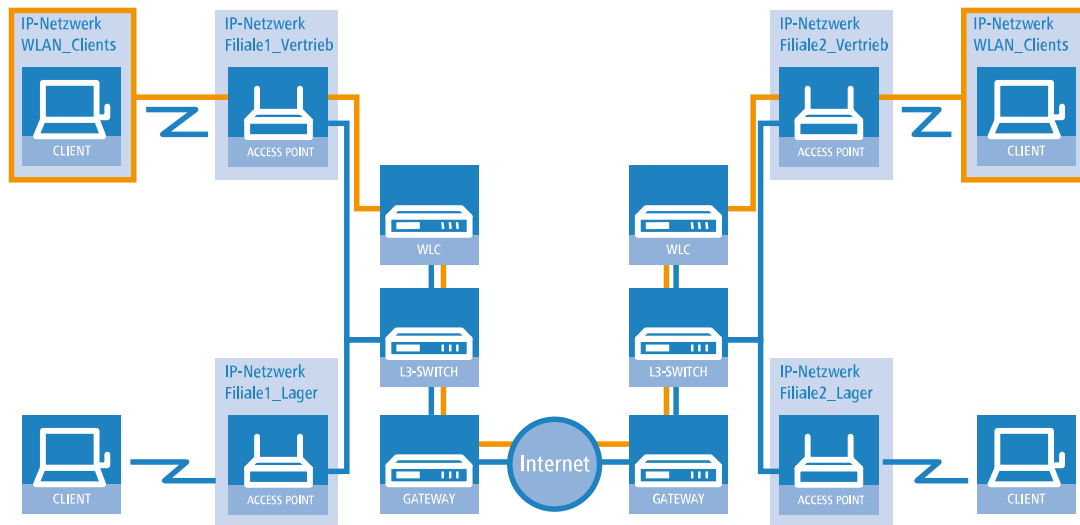 IP-Netzwerk
WLAN_Clients
CLIENT
IP-Netzwerk
Filiale1_Vertrieb
ACCESS POINT
IP-Netzwerk
Filiale2_Vertrieb
ACCESS POINT
IP-Netzwerk
WLAN_Clients
CLIENT
WLC
WLC
L3-SWITCH
L3-SWITCH
CLIENT
IP-Netzwerk
Filiale1_Lager
ACCESS POINT
GATEWAY
Internet
GATEWAY
IP-Netzwerk
Filiale2_Lager
ACCESS POINT
CLIENT